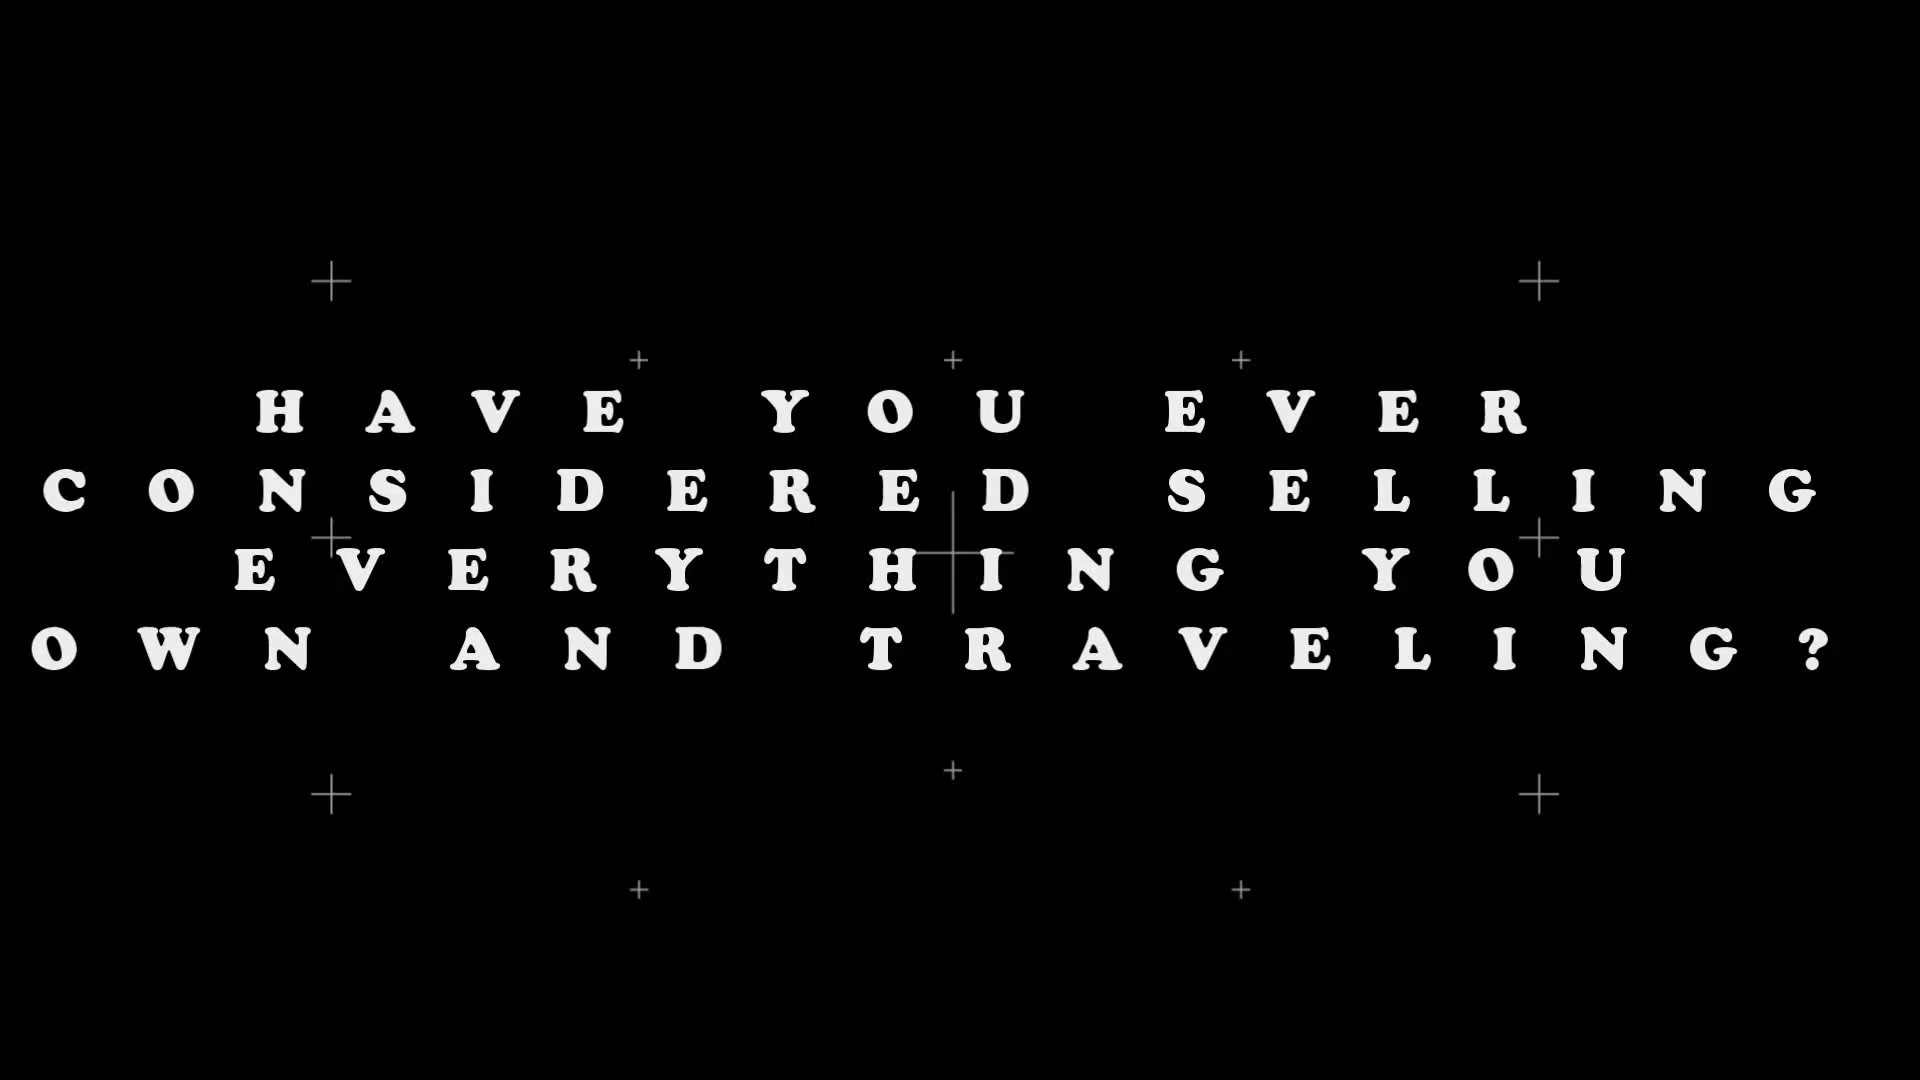 HAVE YOU EVER
CONSIDERED SELLING
EVERYTHING YOU
OWN AND TRAVELING?